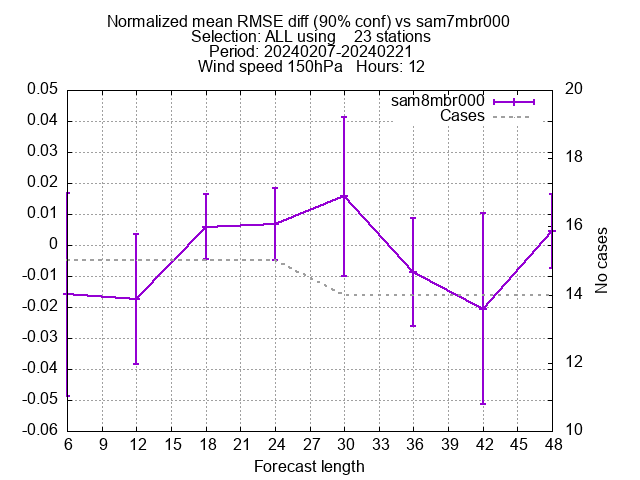 Normalized mean RMSE diff (90% conf) vs sam7mbr000
Selection: ALL using    23 stations
Period: 20240207-20240221
Wind speed 150hPa   Hours: 12
sam8mbr000
Cases
0.05
0.04
0.03
0.02
0.01
0
-0.01
-0.02
-0.03
-0.04
-0.05
-0.06
20
18
16
14
12
10
No cases
6 9 12 15 18 21 24 27 30 33 36 39 42 45 48
Forecast length